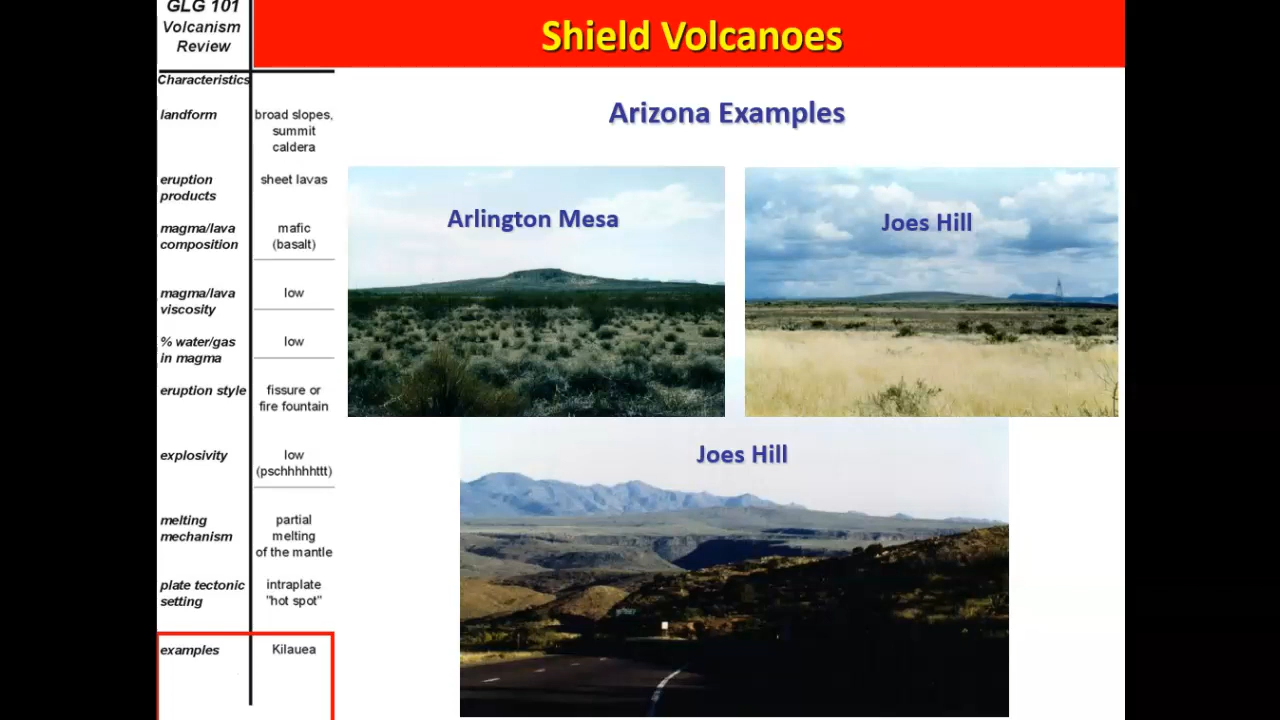 GLG 101
Volcanism
Review
Shield Volcanoes
Characteristics
landform
broad slopes,
summit
caldera
eruption
products
sheet lavas
magma/lava
composition
mafic
(basalt)
magma/lava
viscosity
low
% water/gas
in magma
low
eruption style
fissure or
fire fountain
explosivity
low
(pschhhhhttt)
melting
mechanism
partial
melting
of the mantle
plate tectonic
setting
intraplate
"hot spot"
examples
Kilauea
Arizona Examples
Arlington Mesa
Joes Hill
Joes Hill